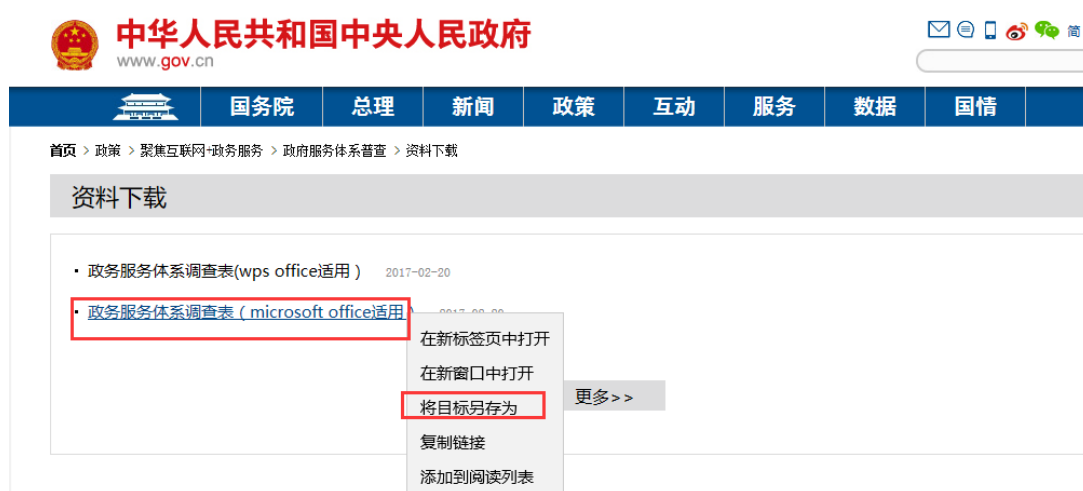 中华人民共和国中央人民政府
www.gov.cn
简
国务院 总理 新闻 政策 互动 服务 数据 国情
首页 > 政策 > 聚焦互联网+政务服务 > 政府服务体系普查 > 资料下载
资料下载
· 政务服务体系调查表(wps office适用） 2017-02-20
· 政务服务体系调查表（microsoft office适用）
在新标签页中打开
在新窗口中打开
更多>>
将目标另存为
复制链接
添加到阅读列表